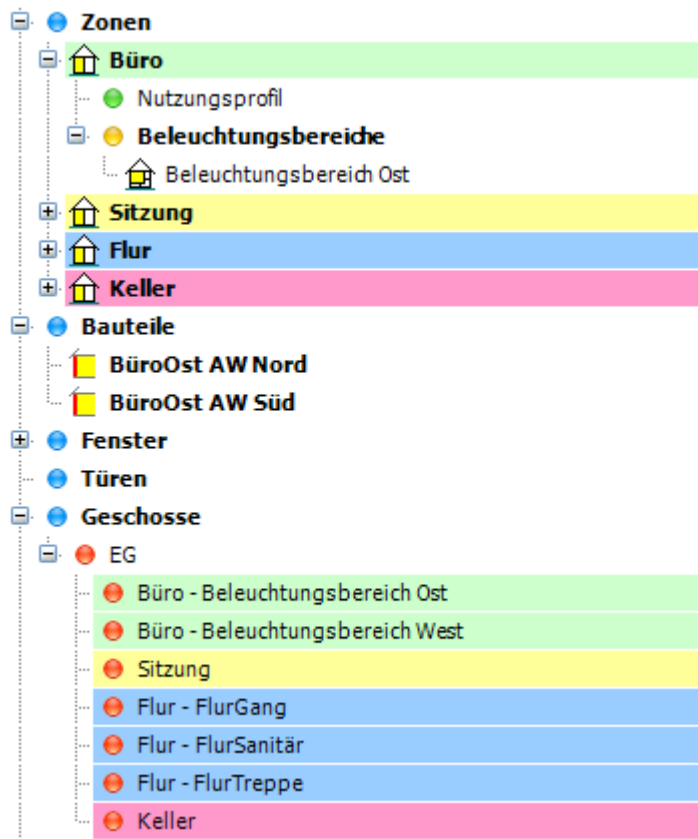 Zonen
Büro
Nutzungsprofil
Beleuchtungsbereiche
Beleuchtungsbereich Ost
Sitzung
Flur
Keller
Bauteile
BüroOst AW Nord
BüroOst AW Süd
Fenster
Türen
Geschosse
EG
Büro - Beleuchtungsbereich Ost
Büro - Beleuchtungsbereich West
Sitzung
Flur - FlurGang
Flur - FlurSanitär
Flur - FlurTreppe
Keller